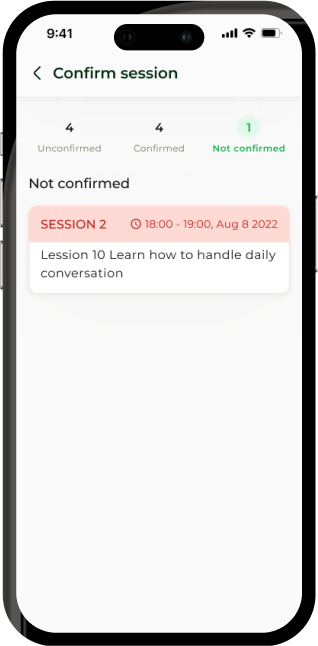 9:41
Confirm session
4
4
1
Unconfirmed
Confirmed
Not confirmed
Not confirmed
SESSION 2
18:00 - 19:00, Aug 8 2022
Lession 10 Learn how to handle daily
conversation